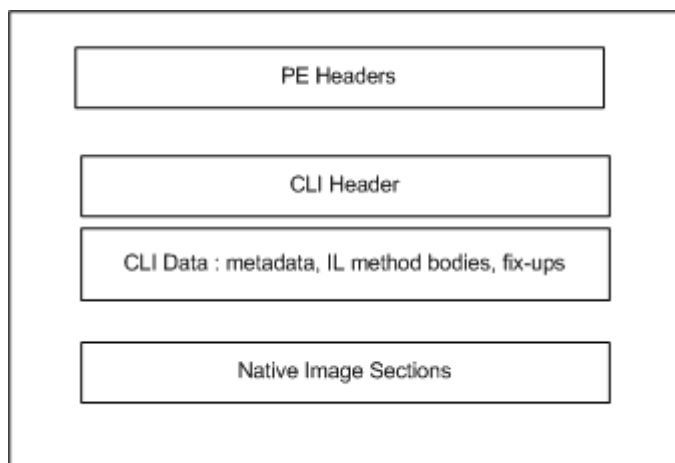 PE Headers
CLI Header
CLI Data : metadata, IL method bodies, fix-ups
Native Image Sections